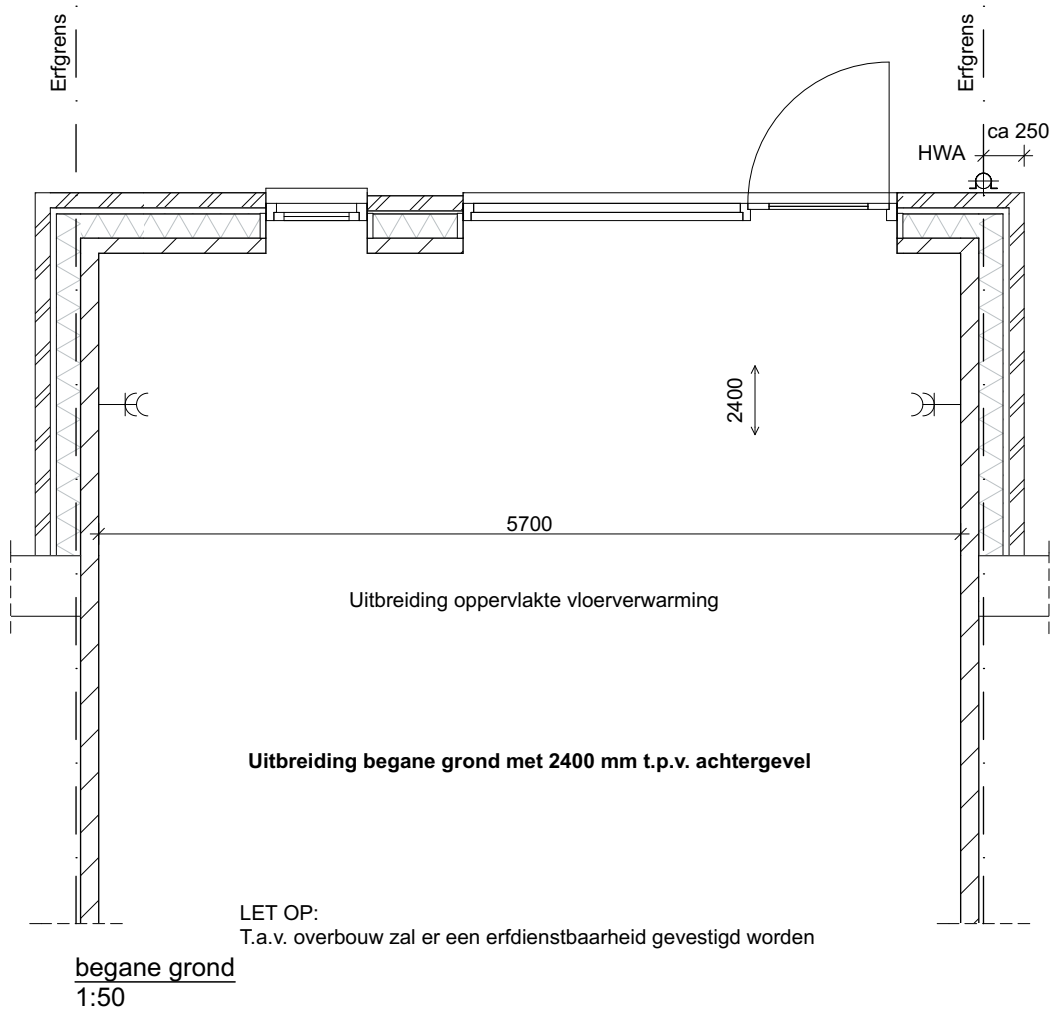 Erfgrens
Erfgrens
ca 250
HWA
2400
5700
Uitbreiding oppervlakte vloerverwarming
Uitbreiding begane grond met 2400 mm t.p.v. achtergevel
LET OP:
T.a.v. overbouw zal er een erfdienstbaarheid gevestigd worden
begane grond
1:50